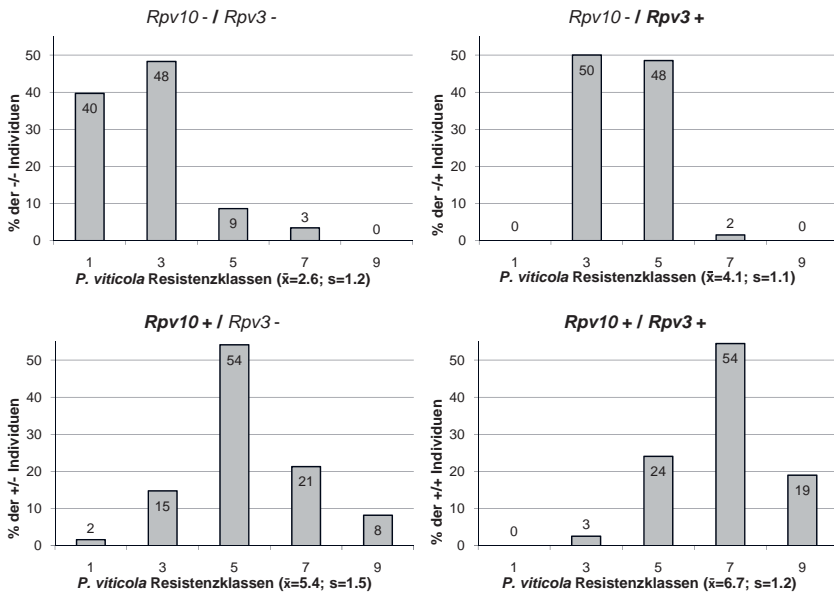 Rpv10 - / Rpv3 -
% der -/- Individuen
50
40
30
20
10
0
40
48
9
3
0
1 3 5 7 9
P. viticola Resistenzklassen (x̄=2.6; s=1.2)
Rpv10 - / Rpv3 +
% der -/+ Individuen
50
40
30
20
10
0
0
50
48
2
0
1 3 5 7 9
P. viticola Resistenzklassen (x̄=4.1; s=1.1)
Rpv10 + / Rpv3 -
% der +/- Individuen
50
40
30
20
10
0
2
15
54
21
8
1 3 5 7 9
P. viticola Resistenzklassen (x̄=5.4; s=1.5)
Rpv10 + / Rpv3 +
% der +/+ Individuen
50
40
30
20
10
0
0
3
24
54
19
1 3 5 7 9
P. viticola Resistenzklassen (x̄=6.7; s=1.2)